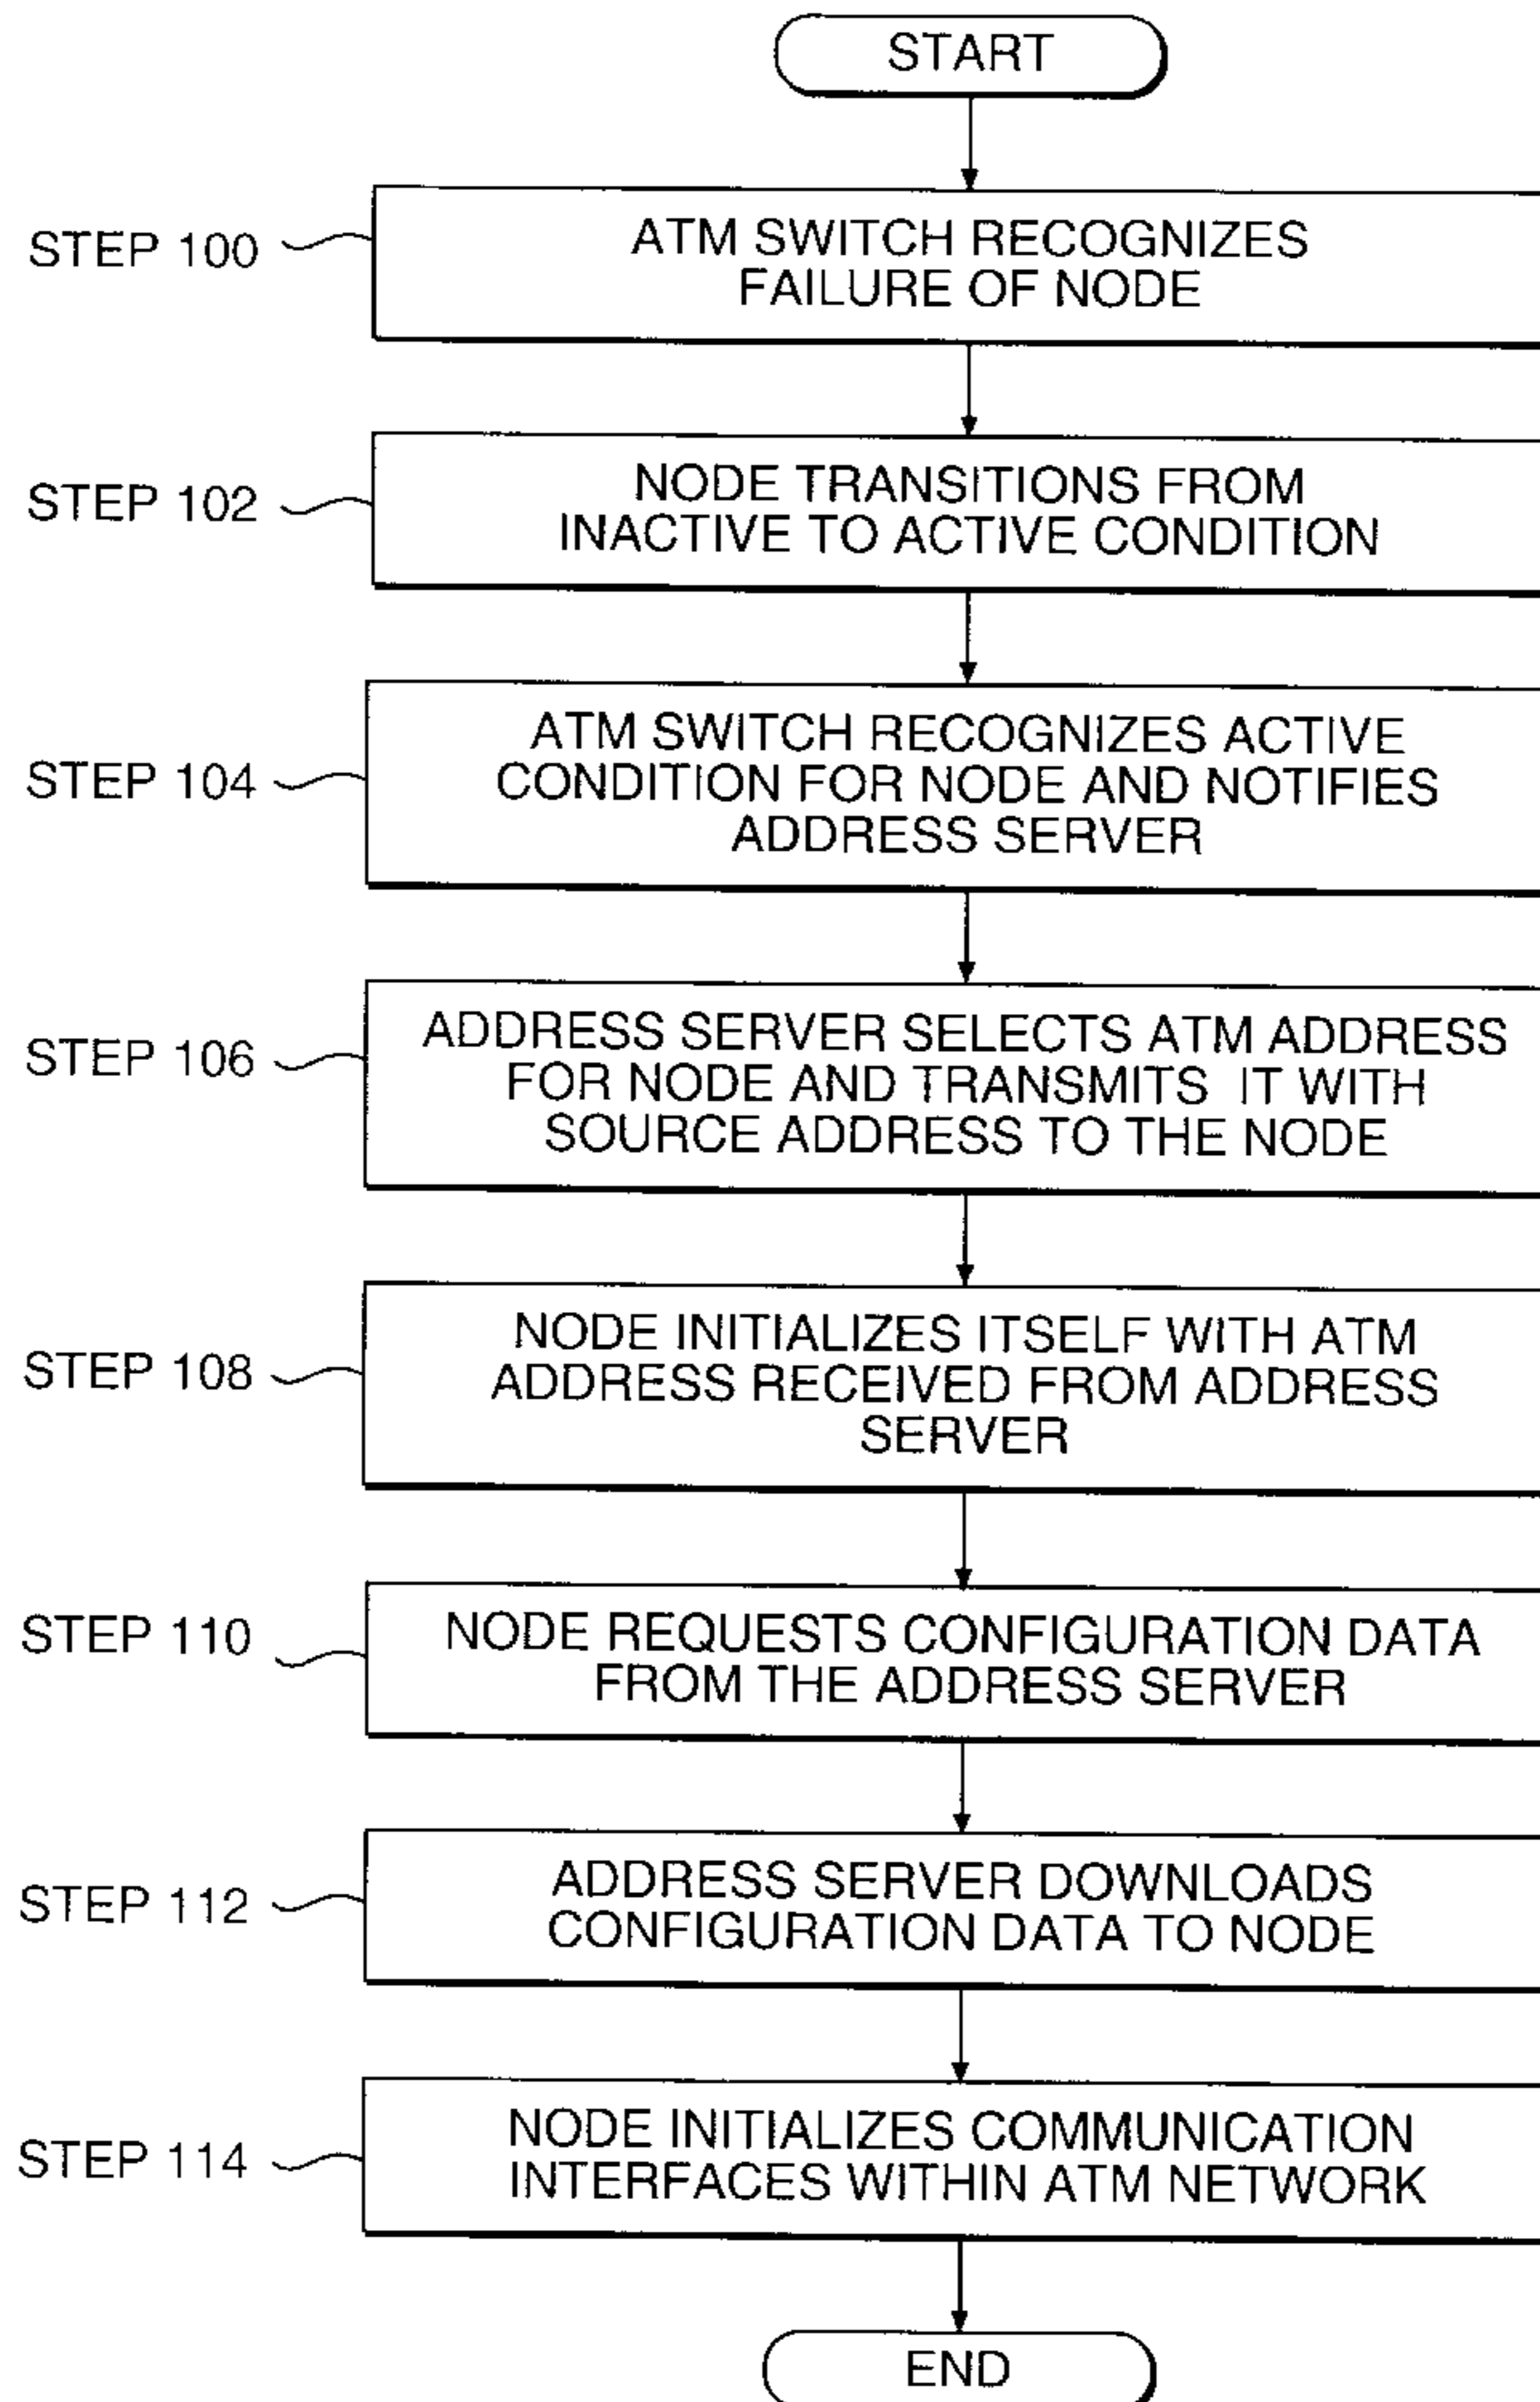 START
STEP 100
ATM SWITCH RECOGNIZES
FAILURE OF NODE
STEP 102
NODE TRANSITIONS FROM
INACTIVE TO ACTIVE CONDITION
STEP 104
ATM SWITCH RECOGNIZES ACTIVE
CONDITION FOR NODE AND NOTIFIES
ADDRESS SERVER
STEP 106
ADDRESS SERVER SELECTS ATM ADDRESS
FOR NODE AND TRANSMITS IT WITH
SOURCE ADDRESS TO THE NODE
STEP 108
NODE INITIALIZES ITSELF WITH ATM
ADDRESS RECEIVED FROM ADDRESS
SERVER
STEP 110
NODE REQUESTS CONFIGURATION DATA
FROM THE ADDRESS SERVER
STEP 112
ADDRESS SERVER DOWNLOADS
CONFIGURATION DATA TO NODE
STEP 114
NODE INITIALIZES COMMUNICATION
INTERFACES WITHIN ATM NETWORK
END